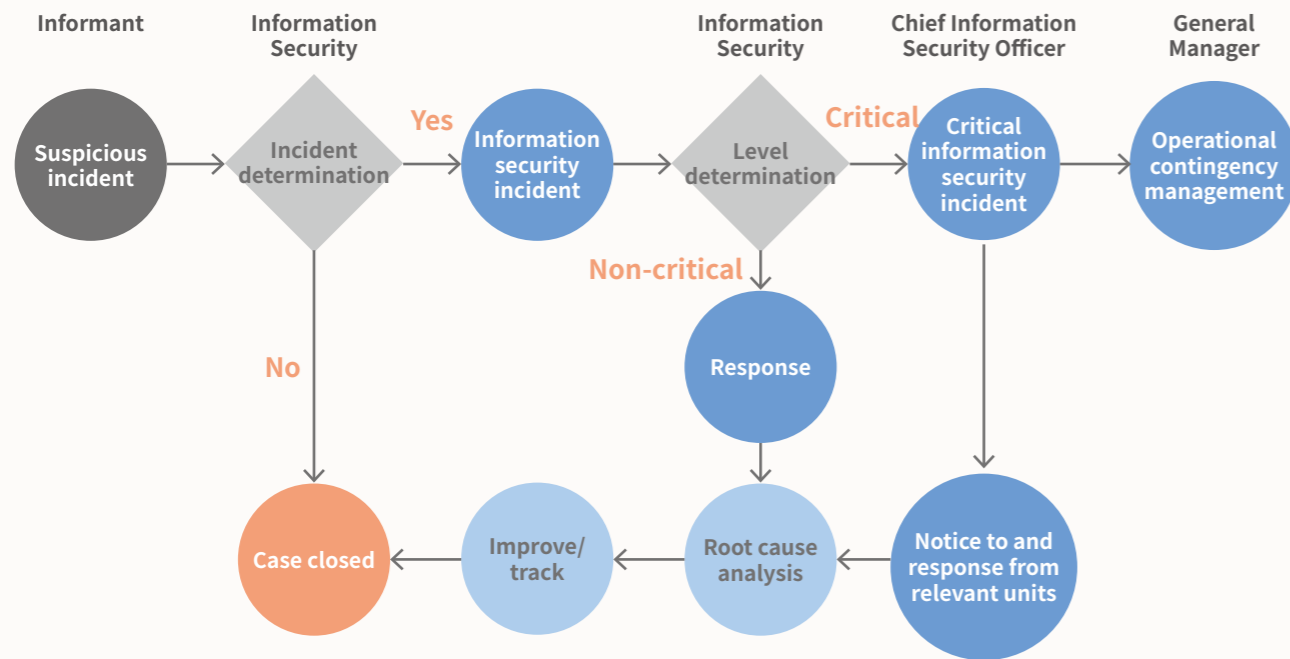 Informant
Information
Security
Information
Security
Chief Information
Security Officer
General
Manager
Suspicious
incident
Incident
determination
Yes
Information
security
incident
Level
determination
Critical
Critical
information
security
incident
Operational
contingency
management
Non-critical
No
Response
Case closed
Improve/
track
Root cause
analysis
Notice to and
response from
relevant units